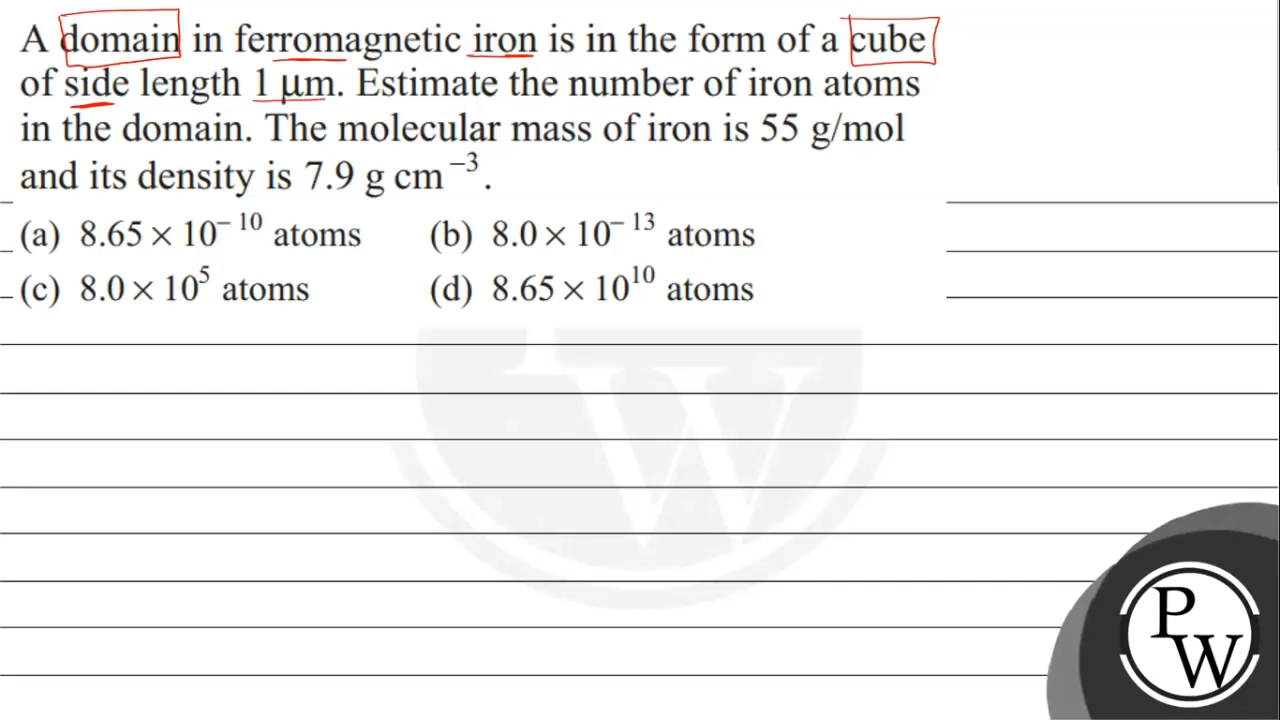 A domain in ferromagnetic iron is in the form of a cube
of side length 1 μm. Estimate the number of iron atoms
in the domain. The molecular mass of iron is 55 g/mol
and its density is 7.9 g cm⁻³.
(a) 8.65 × 10⁻¹⁰ atoms (b) 8.0 × 10⁻¹³ atoms
(c) 8.0 × 10⁵ atoms (d) 8.65 × 10¹⁰ atoms
PW